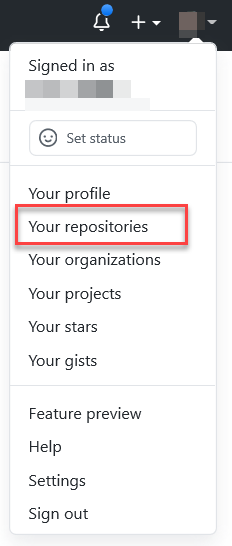 Signed in as
Set status
Your profile
Your repositories
Your organizations
Your projects
Your stars
Your gists
Feature preview
Help
Settings
Sign out